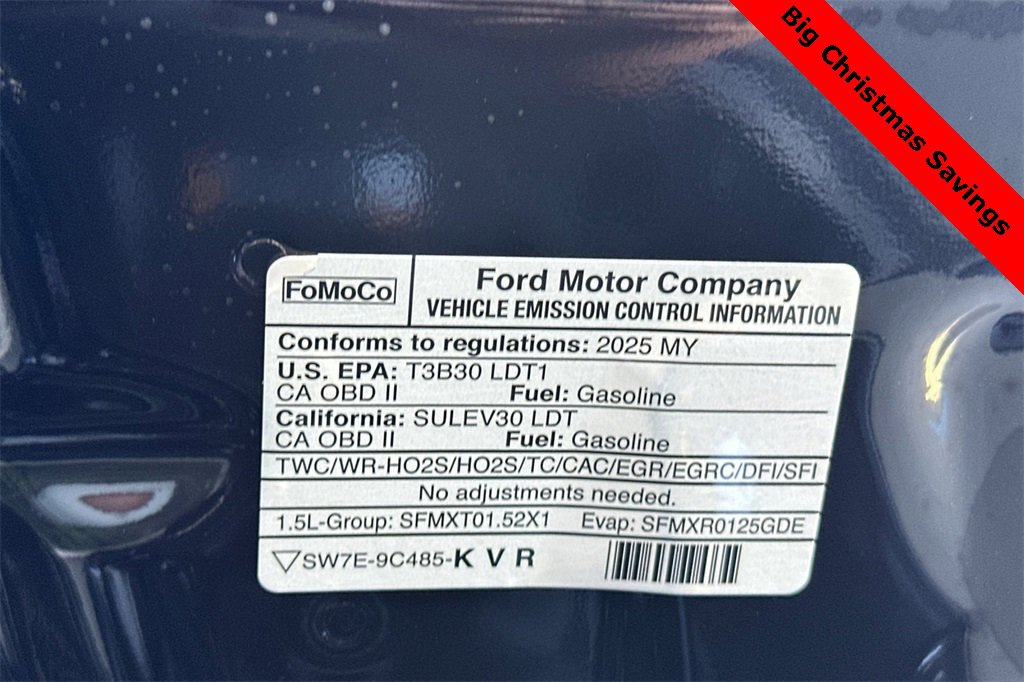 Big Christmas Savings
FoMoCo
Ford Motor Company
VEHICLE EMISSION CONTROL INFORMATION
Conforms to regulations: 2025 MY
U.S. EPA: T3B30 LDT1
CA OBD II Fuel: Gasoline
California: SULEV30 LDT
CA OBD II Fuel: Gasoline
TWC/WR-HO2S/HO2S/TC/CAC/EGR/EGRC/DFI/SFI
No adjustments needed.
1.5L-Group: SFMXT01.52X1 Evap: SFMXR0125GDE
SW7E-9C485-K V R